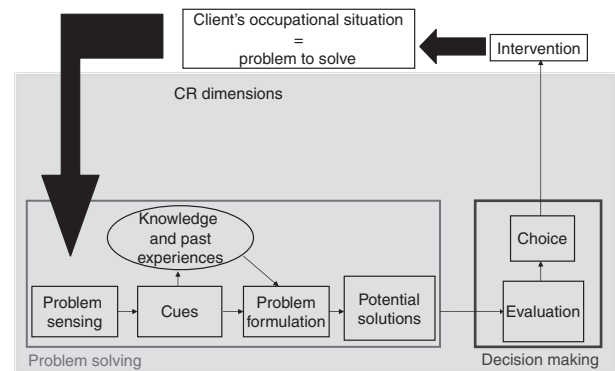 Client's occupational situation
=
problem to solve
Intervention
CR dimensions
Knowledge
and past
experiences
Choice
Problem
sensing
Cues
Problem
formulation
Potential
solutions
Evaluation
Problem solving
Decision making